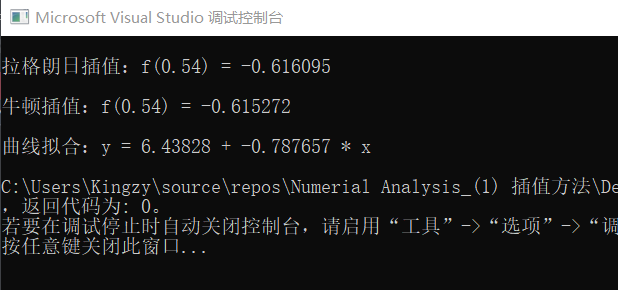 Microsoft Visual Studio 调试控制台
拉格朗日插值：f(0.54) = -0.616095
牛顿插值：f(0.54) = -0.615272
曲线拟合：y = 6.43828 + -0.787657 * x
C:\Users\Kingzy\source\repos\Numerial Analysis_(1) 插值方法\De
，返回代码为: 0。
若要在调试停止时自动关闭控制台，请启用“工具”->“选项”->“调
按任意键关闭此窗口...